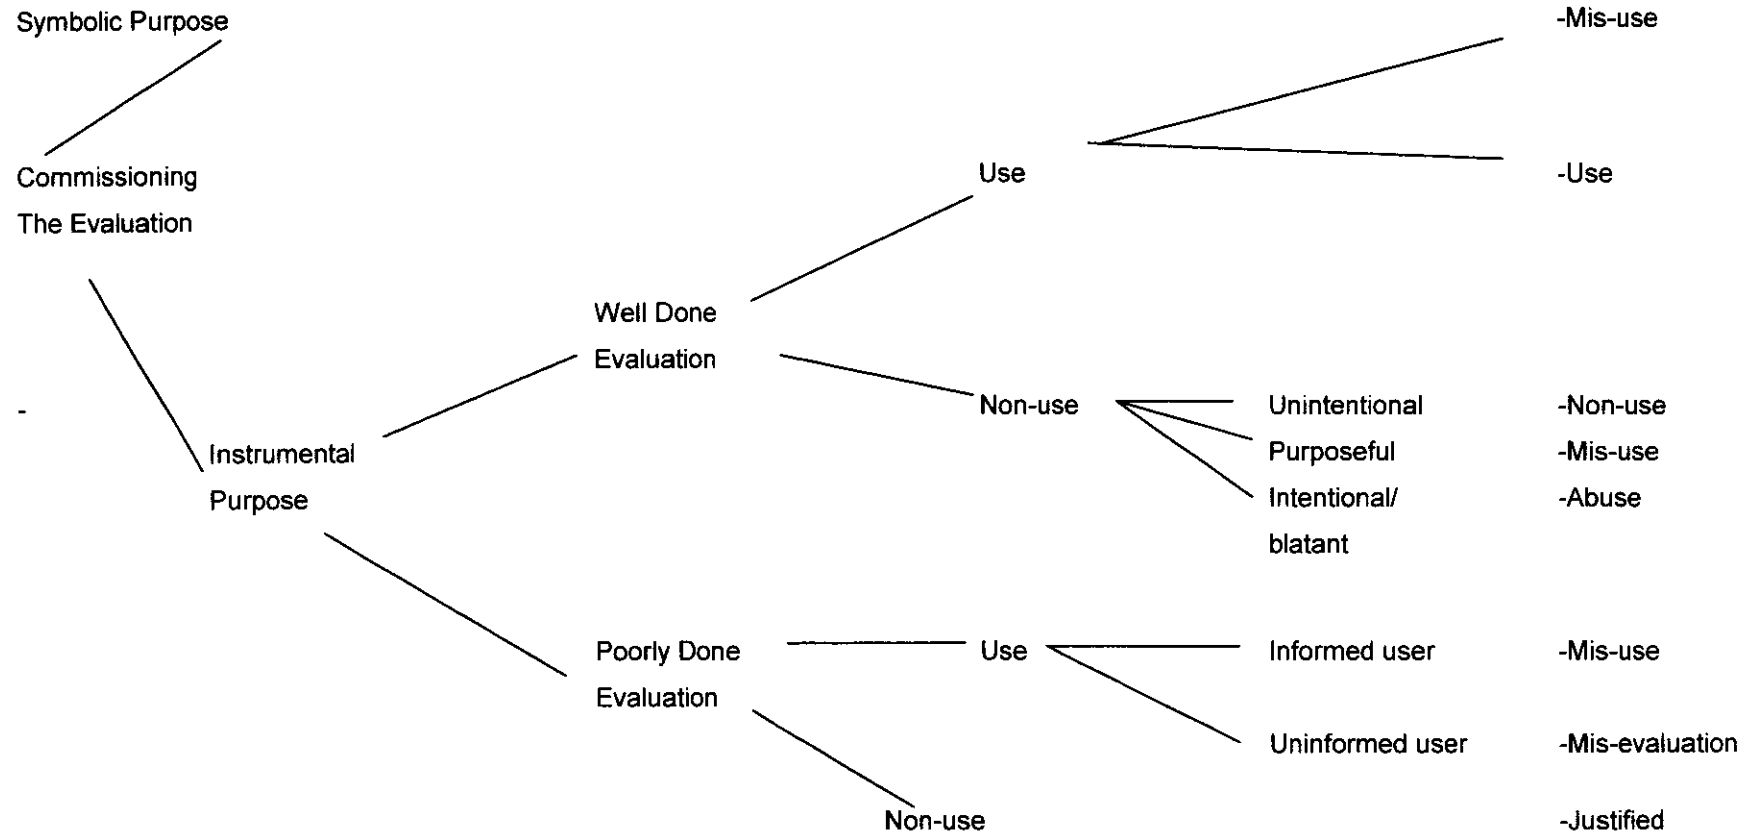 Symbolic Purpose
-Mis-use
Commissioning
The Evaluation
Use
-Use
Well Done
Evaluation
-
Non-use
Unintentional
-Non-use
Purposeful
-Mis-use
Instrumental
Purpose
Intentional/
blatant
-Abuse
Poorly Done
Evaluation
Use
Informed user
-Mis-use
Uninformed user
-Mis-evaluation
Non-use
-Justified